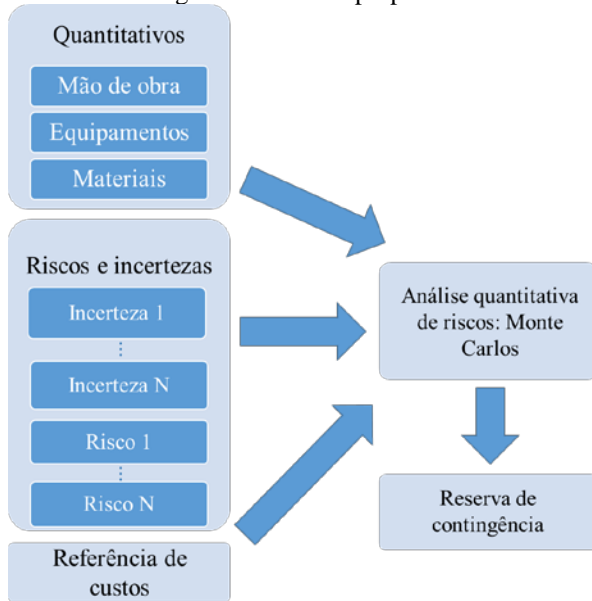 Quantitativos
Mão de obra
Equipamentos
Materiais
Riscos e incertezas
Incerteza 1
Incerteza N
Risco 1
Risco N
Referência de
custos
Análise quantitativa
de riscos: Monte
Carlos
Reserva de
contingência